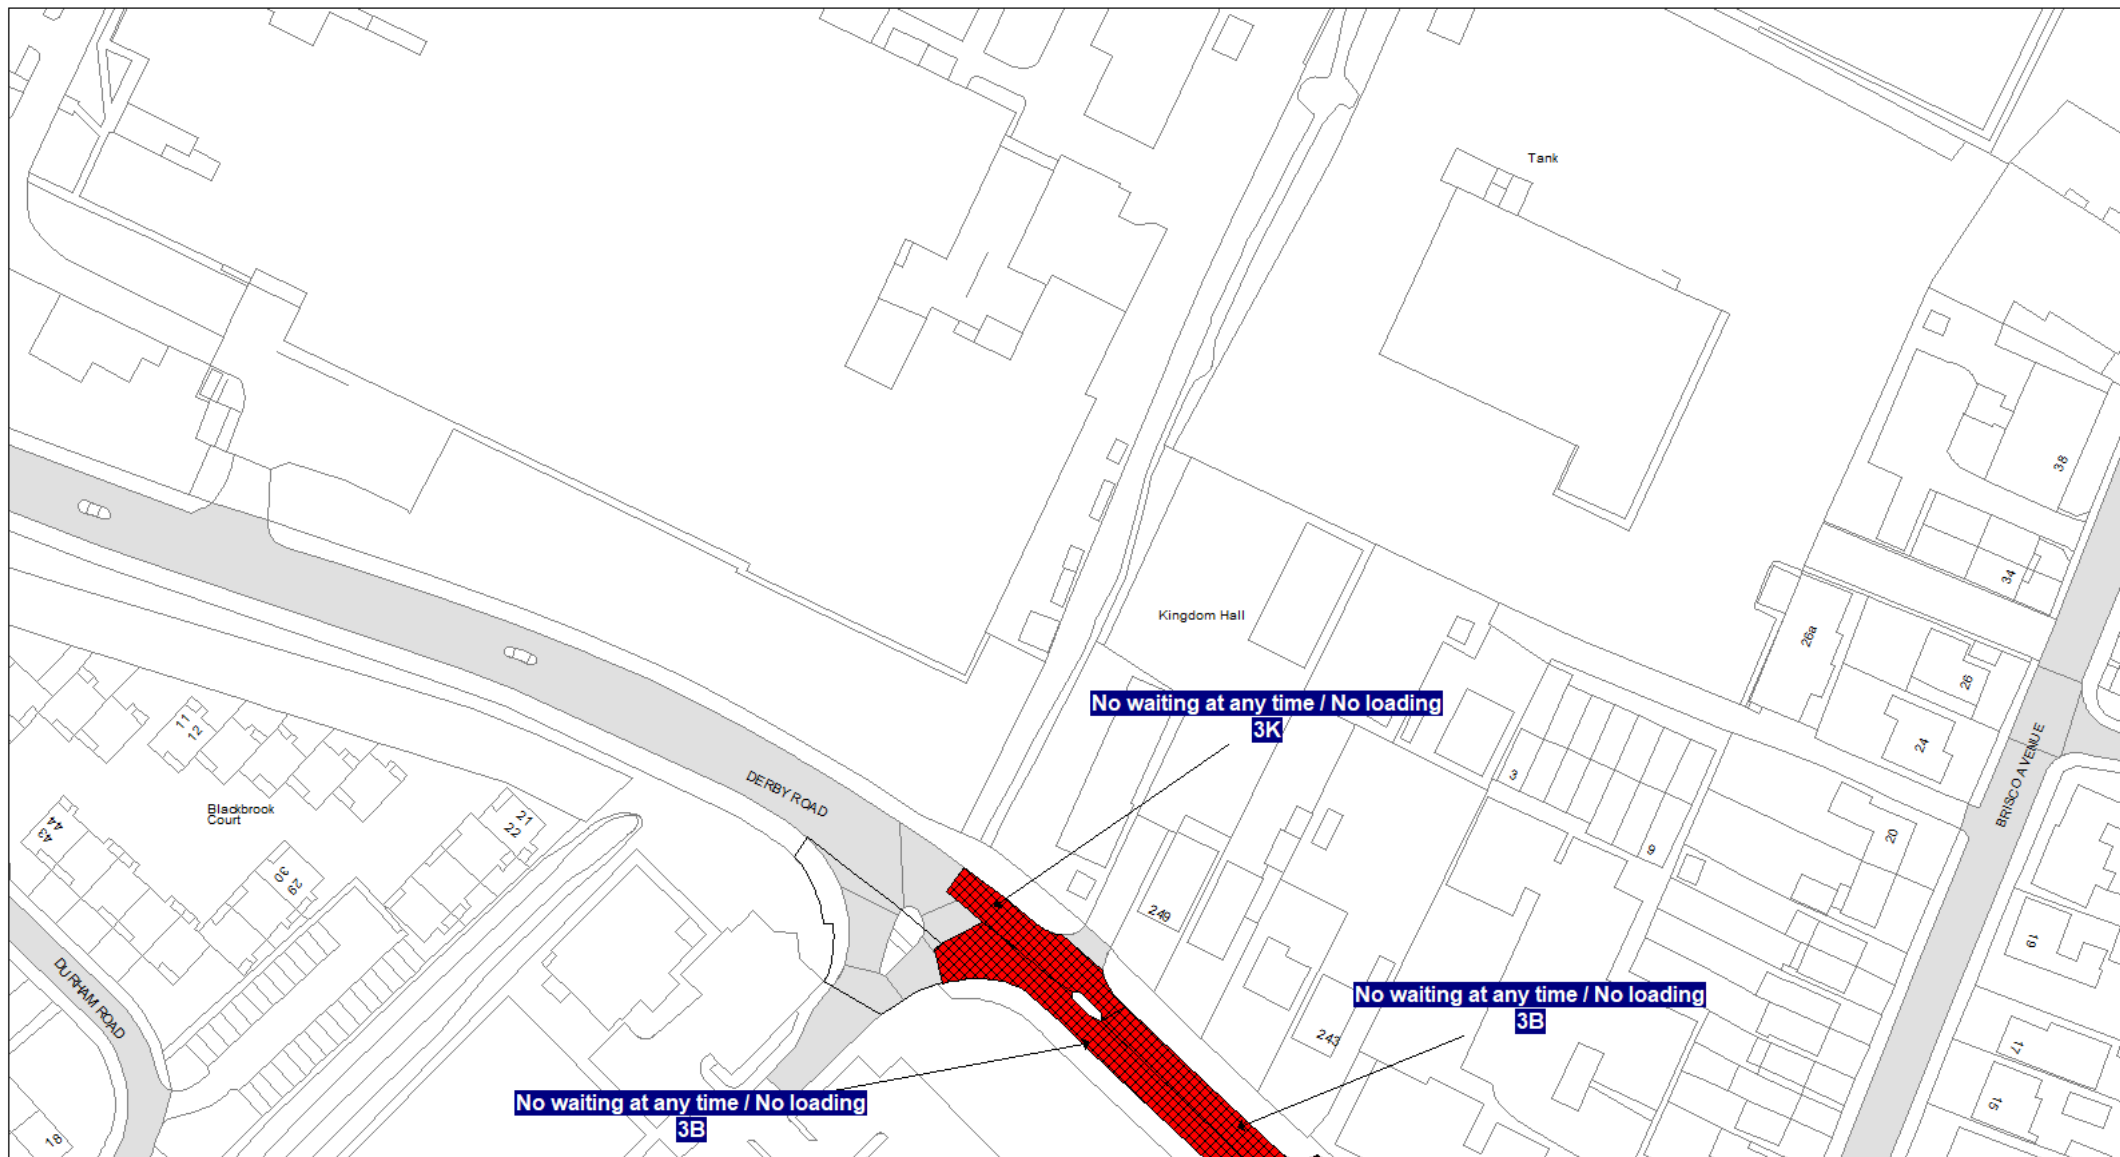 Tank
38
34
Kingdom Hall
26a
26
No waiting at any time / No loading
3K
11
12
24
BRISCO AVENUE
3
DERBY ROAD
Blackbrook
Court
21
22
44
43
20
9
30
29
249
19
DURHAM ROAD
No waiting at any time / No loading
3B
243
17
No waiting at any time / No loading
3B
15
18